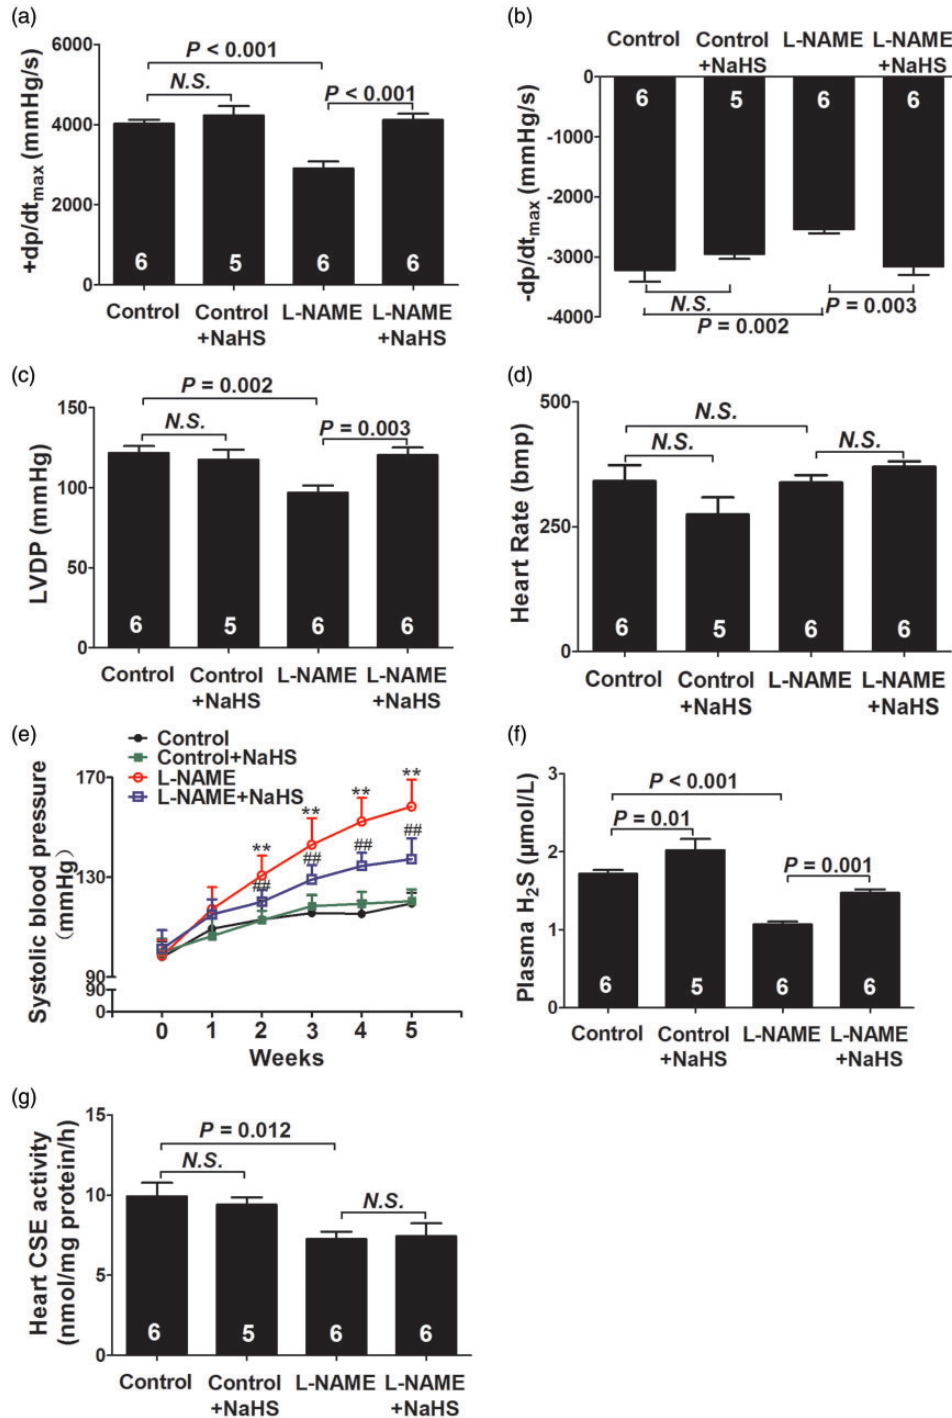 (a)
+dp/dtmax (mmHg/s)
6000
4000
2000
0
P < 0.001
N.S.
P < 0.001
6 5 6 6
Control Control L-NAME L-NAME
+NaHS +NaHS
(b)
Control Control L-NAME L-NAME
+NaHS +NaHS
-dp/dtmax (mmHg/s)
0
-1000
-2000
-3000
-4000
6 5 6 6
N.S.
P = 0.003
P = 0.002
(c)
LVDP (mmHg)
150
100
50
0
P = 0.002
N.S.
P = 0.003
6 5 6 6
Control Control L-NAME L-NAME
+NaHS +NaHS
(d)
Heart Rate (bmp)
500
250
0
N.S.
N.S. N.S.
6 5 6 6
Control Control L-NAME L-NAME
+NaHS +NaHS
(e)
Control
Control+NaHS
L-NAME
L-NAME+NaHS
Systolic blood pressure
(mmHg)
170
130
90
90
0
** ** ** **
## ## ## ##
0 1 2 3 4 5
Weeks
(f)
Plasma H2S (μmol/L)
3
2
1
0
P < 0.001
P = 0.01
P = 0.001
6 5 6 6
Control Control L-NAME L-NAME
+NaHS +NaHS
(g)
Heart CSE activity
(nmol/mg protein/h)
15
10
5
0
P = 0.012
N.S.
N.S.
6 5 6 6
Control Control L-NAME L-NAME
+NaHS +NaHS